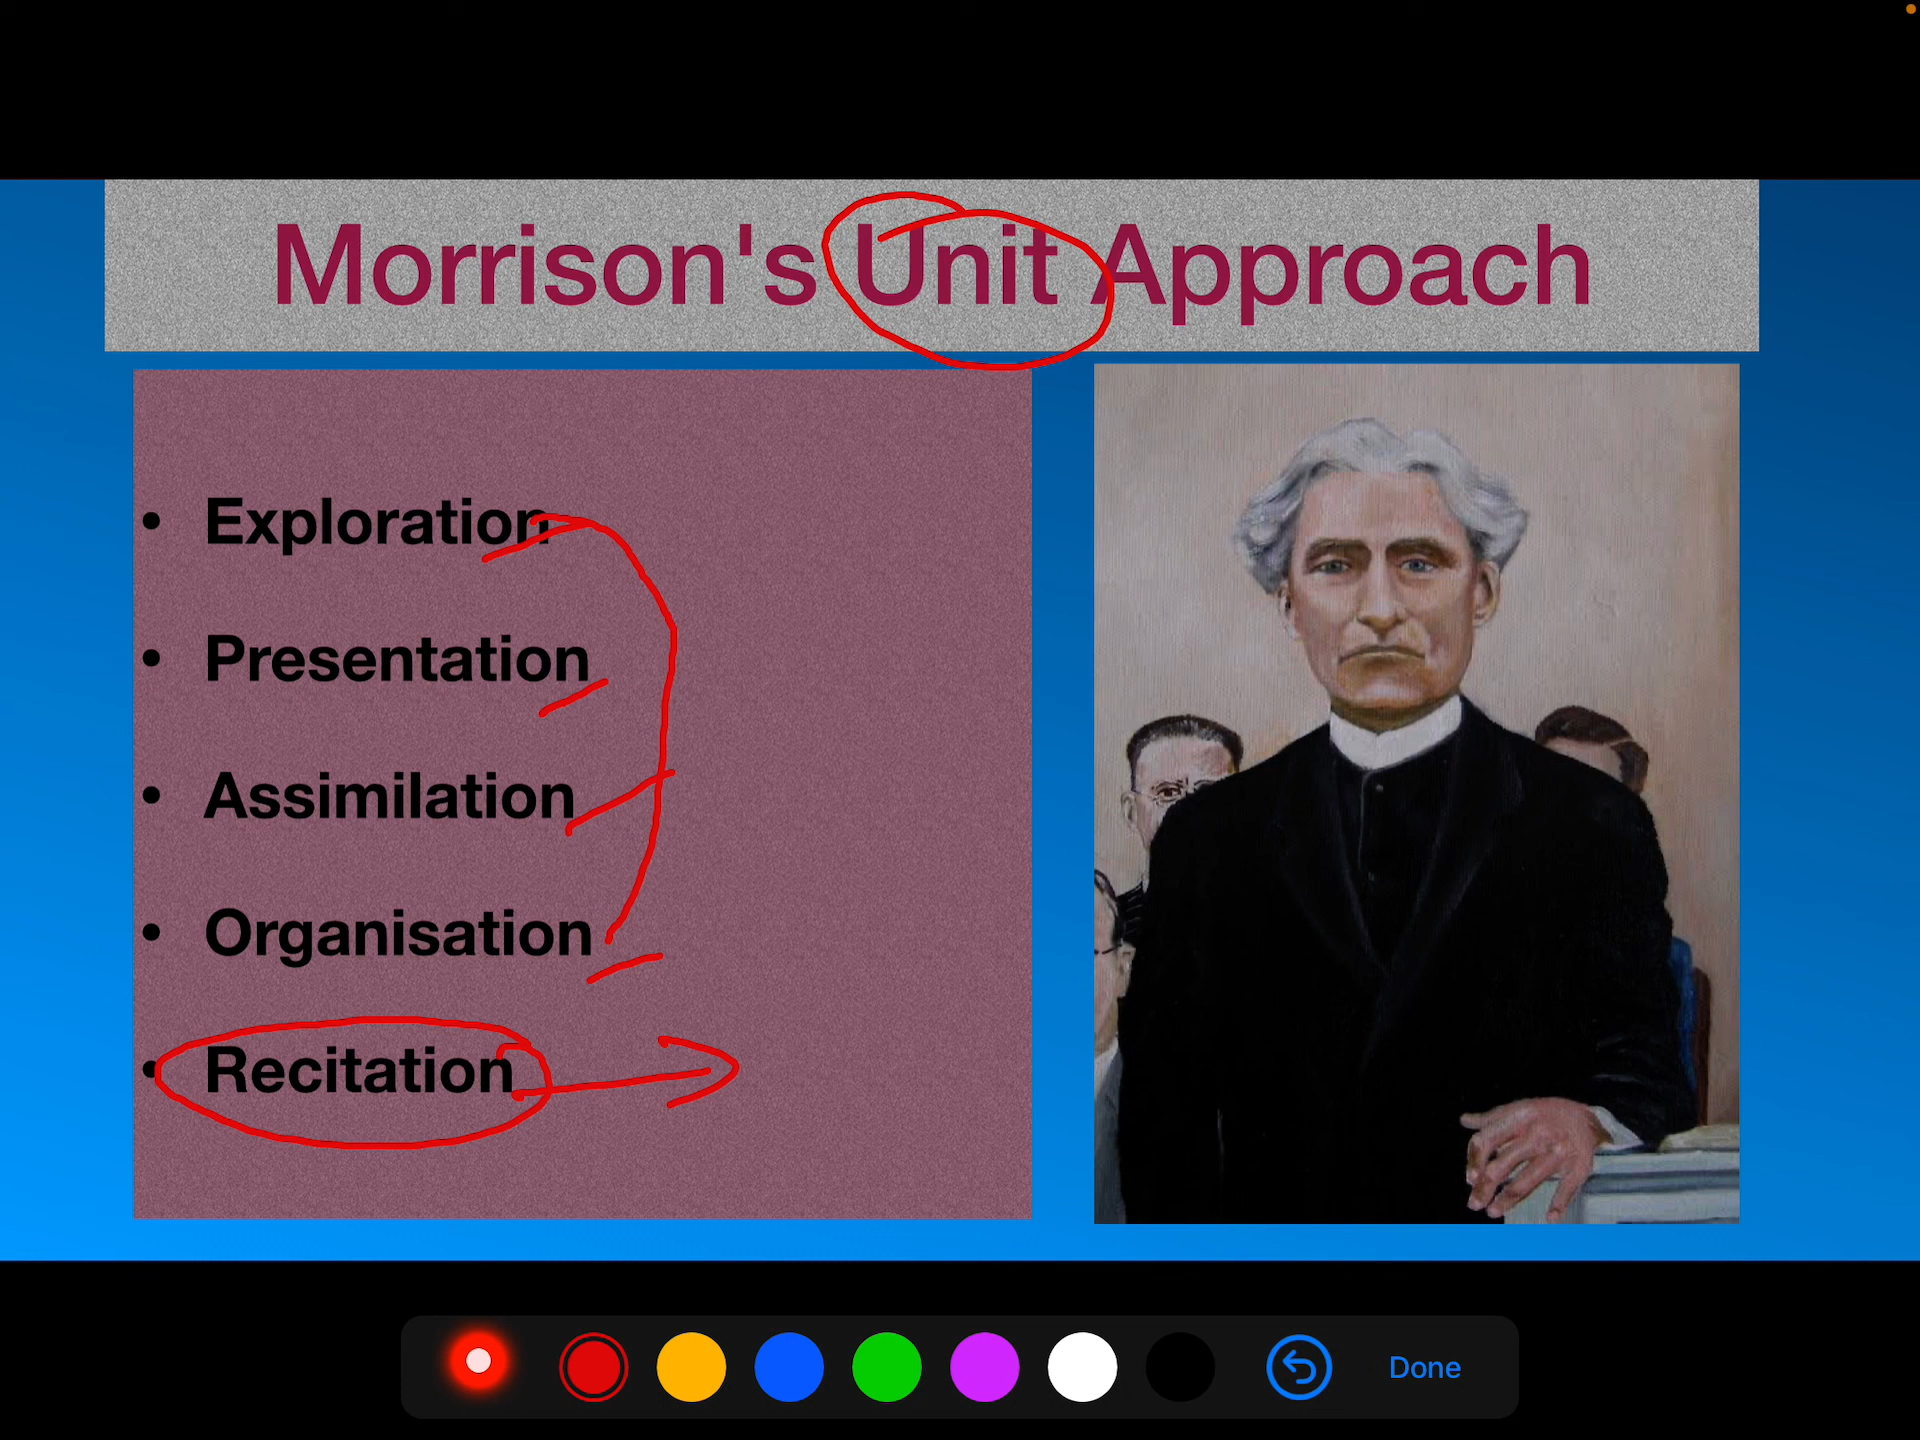 Morrison's Unit Approach
• Exploration
• Presentation
• Assimilation
• Organisation
• Recitation
Done